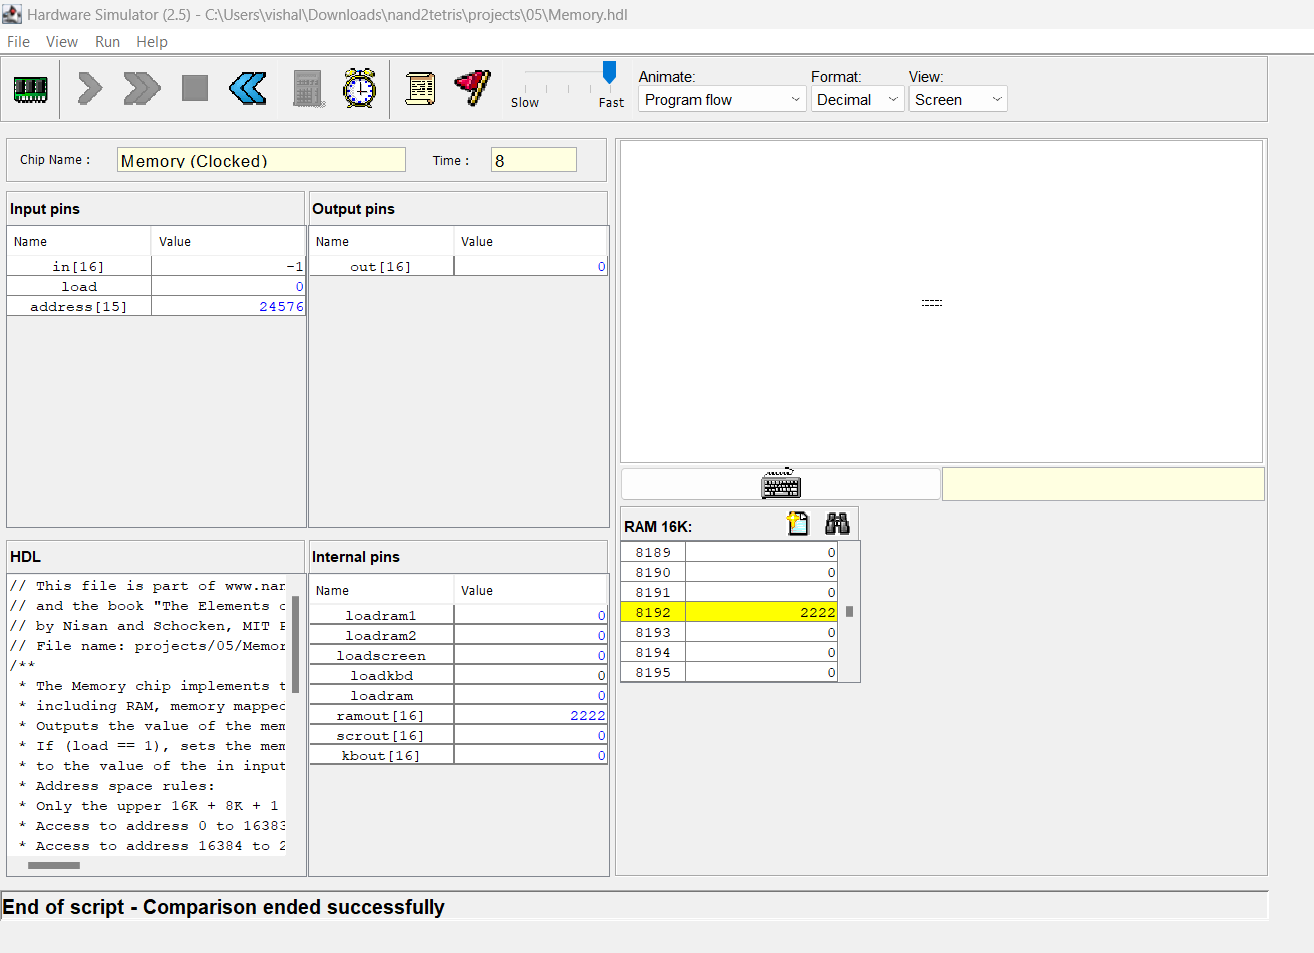 Hardware Simulator (2.5) - C:\Users\vishal\Downloads\nand2tetris\projects\05\Memory.hdl
File View Run Help
Slow Fast
Animate: Format: View:
Program flow Decimal Screen
Chip Name : Memory (Clocked) Time : 8
Input pins
Name Value
in[16] -1
load 0
address[15] 24576
Output pins
Name Value
out[16] 0
HDL
// This file is part of www.nan
// and the book "The Elements
// by Nisan and Schocken, MIT
// File name: projects/05/Memor
/**
* The Memory chip implements t
* including RAM, memory mapped
* Outputs the value of the mem
* If (load == 1), sets the mem
* to the value of the in input
* Address space rules:
* Only the upper 16K + 8K + 1
* Access to address 0 to 16383
* Access to address 16384 to 2
Internal pins
Name Value
loadram1 0
loadram2 0
loadscreen 0
loadkbd 0
loadram 0
ramout[16] 2222
scrout[16] 0
kbout[16] 0
RAM 16K:
8189 0
8190 0
8191 0
8192 2222
8193 0
8194 0
8195 0
End of script - Comparison ended successfully